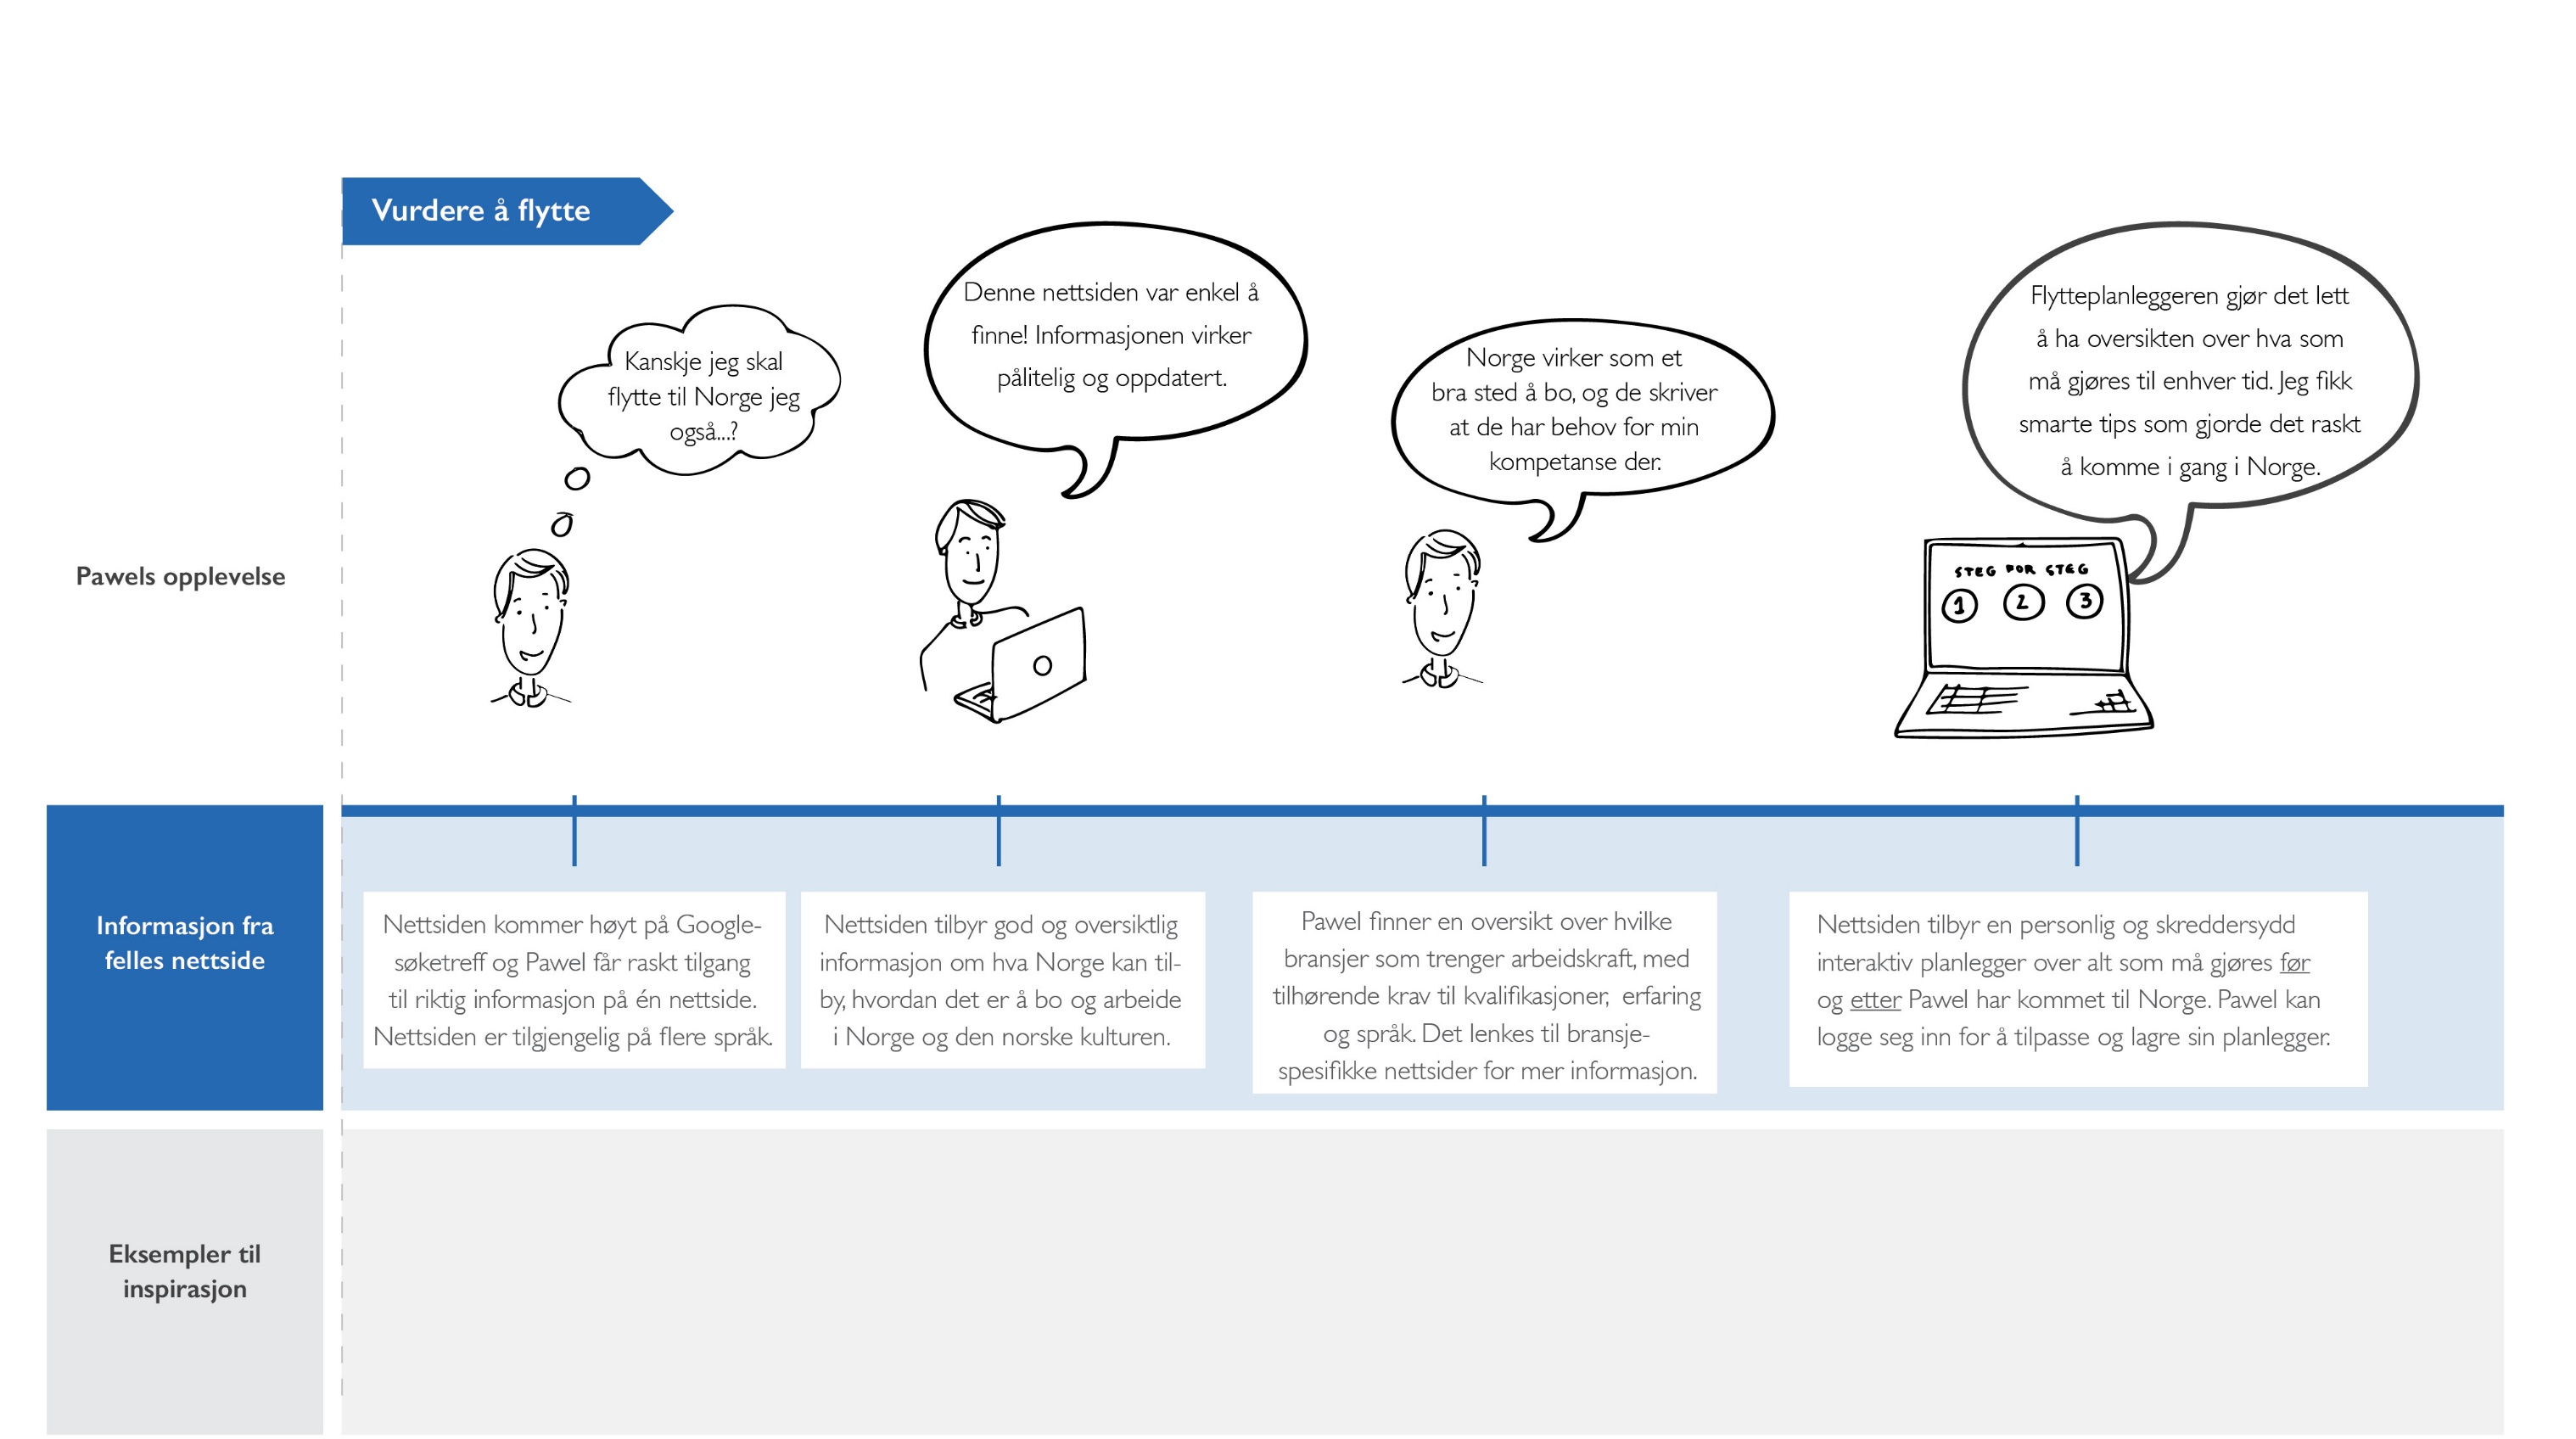 Vurdere å flytte
Kanskje jeg skal
flytte til Norge jeg
også...?
Denne nettsiden var enkel å
finne! Informasjonen virker
pålitelig og oppdatert.
Norge virker som et
bra sted å bo, og de skriver
at de har behov for min
kompetanse der.
Flytteplanleggeren gjør det lett
å ha oversikten over hva som
må gjøres til enhver tid. Jeg fikk
smarte tips som gjorde det raskt
å komme i gang i Norge.
STEG FOR STEG
1 2 3
Pawels opplevelse
Informasjon fra
felles nettside
Nettsiden kommer høyt på Google-
søketreff og Pawel får raskt tilgang
til riktig informasjon på én nettside.
Nettsiden er tilgjengelig på flere språk.
Nettsiden tilbyr god og oversiktlig
informasjon om hva Norge kan til-
by, hvordan det er å bo og arbeide
i Norge og den norske kulturen.
Pawel finner en oversikt over hvilke
bransjer som trenger arbeidskraft, med
tilhørende krav til kvalifikasjoner, erfaring
og språk. Det lenkes til bransje-
spesifikke nettsider for mer informasjon.
Nettsiden tilbyr en personlig og skreddersydd
interaktiv planlegger over alt som må gjøres før
og etter Pawel har kommet til Norge. Pawel kan
logge seg inn for å tilpasse og lagre sin planlegger.
Eksempler til
inspirasjon